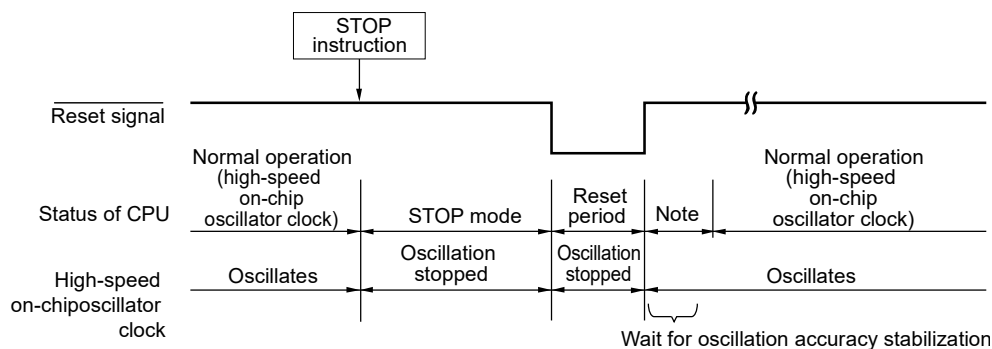 STOP
instruction
Reset signal
Normal operation
(high-speed
on-chip
oscillator clock)
Normal operation
(high-speed
on-chip
oscillator clock)
Status of CPU
STOP mode
Reset
period
Note
High-speed
on-chiposcillator
clock
Oscillates
Oscillation
stopped
Oscillation
stopped
Oscillates
Wait for oscillation accuracy stabilization